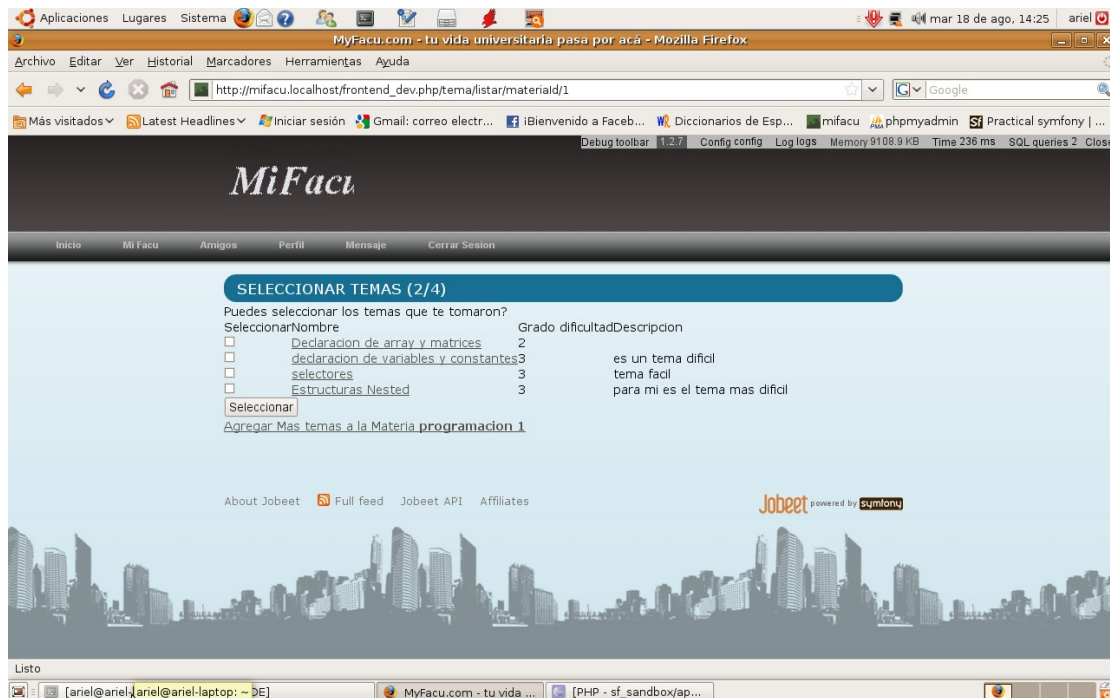 Aplicaciones Lugares Sistema mar 18 de ago, 14:25 ariel
MyFacu.com - tu vida universitaria pasa por acá - Mozilla Firefox
Archivo Editar Ver Historial Marcadores Herramientas Ayuda
http://mifacu.localhost/frontend_dev.php/tema/listar/materiaId/1 Google
Más visitados Latest Headlines Iniciar sesión Gmail: correo electr... ¡Bienvenido a Faceb... Diccionarios de Esp... mifacu phpmyadmin Practical symfony | ...
Debug toolbar 1.2.7 Config config Log logs Memory 9108.9 KB Time 236 ms SQL queries 2 Close
MiFacu
Inicio Mi Facu Amigos Perfil Mensaje Cerrar Sesion
SELECCIONAR TEMAS (2/4)
Puedes seleccionar los temas que te tomaron?
SeleccionarNombre Grado dificultadDescripcion
Declaracion de array y matrices 2
declaracion de variables y constantes3 es un tema dificil
selectores 3 tema facil
Estructuras Nested 3 para mi es el tema mas dificil
Seleccionar
Agregar Mas temas a la Materia programacion 1
About Jobeet Full feed Jobeet API Affiliates Jobeet powered by symfony
Listo
[ariel@ariel- ariel@ariel-laptop: ~ DE] MyFacu.com - tu vida ... [PHP - sf_sandbox/ap...